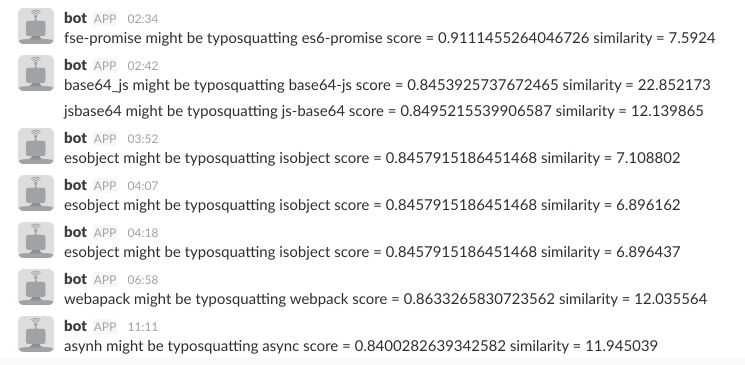 bot APP 02:34
fse-promise might be typosquatting es6-promise score = 0.9111455264046726 similarity = 7.5924
bot APP 02:42
base64_js might be typosquatting base64-js score = 0.8453925737672465 similarity = 22.852173
jsbase64 might be typosquatting js-base64 score = 0.8495215539906587 similarity = 12.139865
bot APP 03:52
esobject might be typosquatting isobject score = 0.8457915186451468 similarity = 7.108802
bot APP 04:07
esobject might be typosquatting isobject score = 0.8457915186451468 similarity = 6.896162
bot APP 04:18
esobject might be typosquatting isobject score = 0.8457915186451468 similarity = 6.896437
bot APP 06:58
webapack might be typosquatting webpack score = 0.8633265830723562 similarity = 12.035564
bot APP 11:11
asynh might be typosquatting async score = 0.8400282639342582 similarity = 11.945039